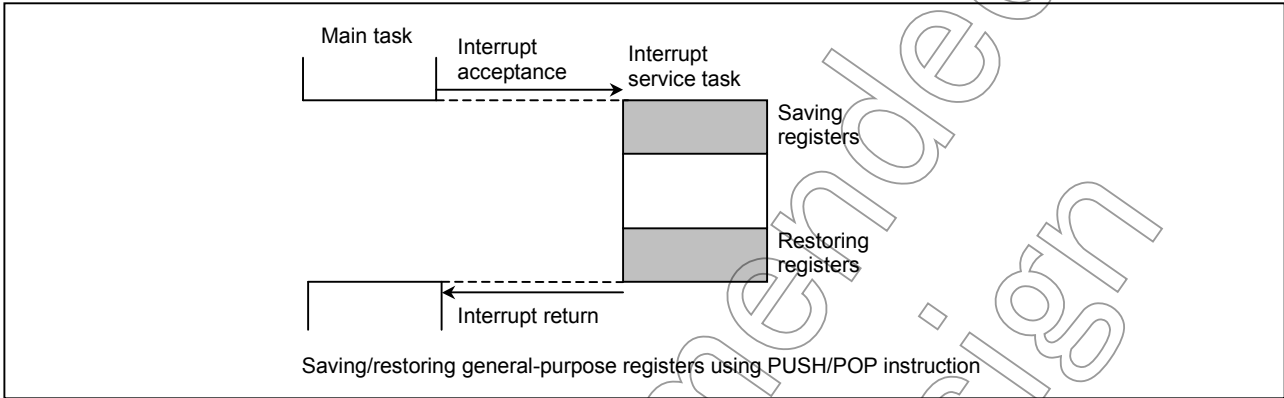 Main task
Interrupt
acceptance
Interrupt
service task
Saving
registers
Restoring
registers
Interrupt return
Saving/restoring general-purpose registers using PUSH/POP instruction